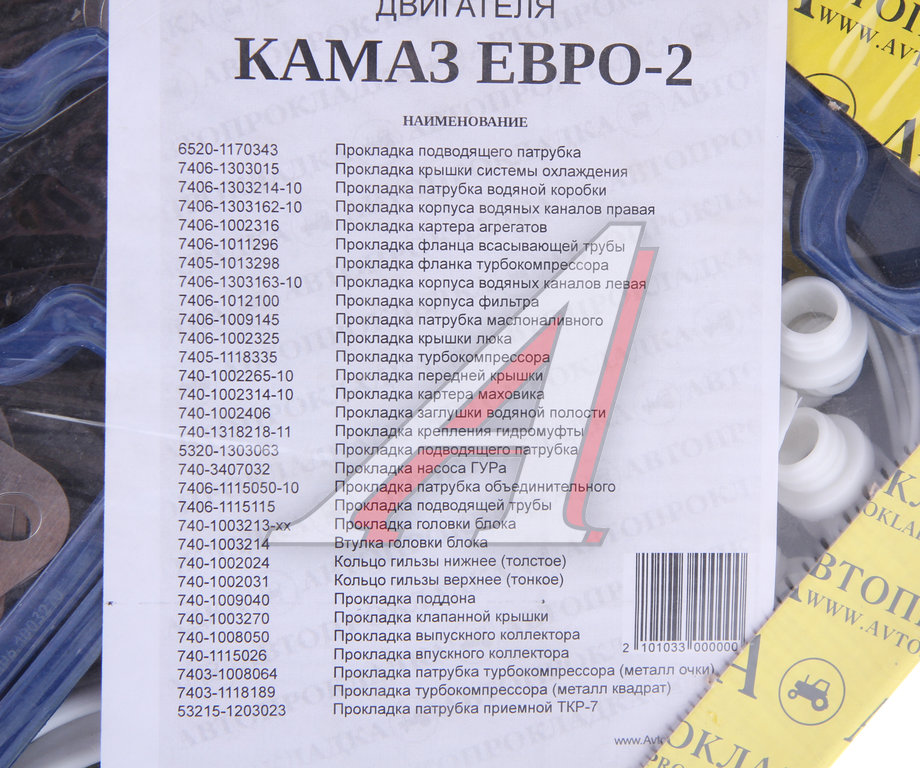 ДВИГАТЕЛЯ
КАМАЗ ЕВРО-2
НАИМЕНОВАНИЕ
6520-1170343 Прокладка подводящего патрубка
7406-1303015 Прокладка крышки системы охлаждения
7406-1303214-10 Прокладка патрубка водяной коробки
7406-1303162-10 Прокладка корпуса водяных каналов правая
7406-1002316 Прокладка картера агрегатов
7406-1011296 Прокладка фланца всасывающей трубы
7405-1013298 Прокладка фланка турбокомпрессора
7406-1303163-10 Прокладка корпуса водяных каналов левая
7406-1012100 Прокладка корпуса фильтра
7406-1009145 Прокладка патрубка маслоналивного
7406-1002325 Прокладка крышки люка
7405-1118335 Прокладка турбокомпрессора
740-1002265-10 Прокладка передней крышки
740-1002314-10 Прокладка картера маховика
740-1002406 Прокладка заглушки водяной полости
740-1318218-11 Прокладка крепления гидромуфты
5320-1303063 Прокладка подводящего патрубка
740-3407032 Прокладка насоса ГУРа
7406-1115050-10 Прокладка патрубка объединительного
7406-1115115 Прокладка подводящей трубы
740-1003213-xx Прокладка головки блока
740-1003214 Втулка головки блока
740-1002024 Кольцо гильзы нижнее (толстое)
740-1002031 Кольцо гильзы верхнее (тонкое)
740-1009040 Прокладка поддона
740-1003270 Прокладка клапанной крышки
740-1008050 Прокладка выпускного коллектора
740-1115026 Прокладка впускного коллектора
7403-1008064 Прокладка патрубка турбокомпрессора (металл очки)
7403-1118189 Прокладка турбокомпрессора (металл квадрат)
53215-1203023 Прокладка патрубка приемной ТКР-7
2 101033 000000
www.Avt
АВТОП
WWW.AV
ВТОПР
WWW.AVTO